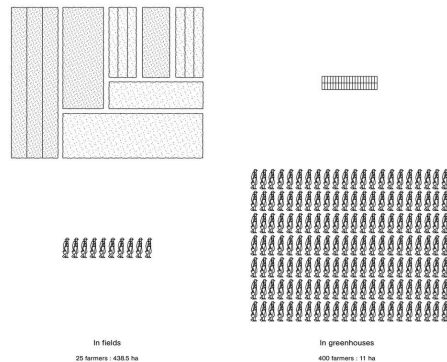 In fields
25 farmers : 438.5 ha
In greenhouses
400 farmers : 11 ha